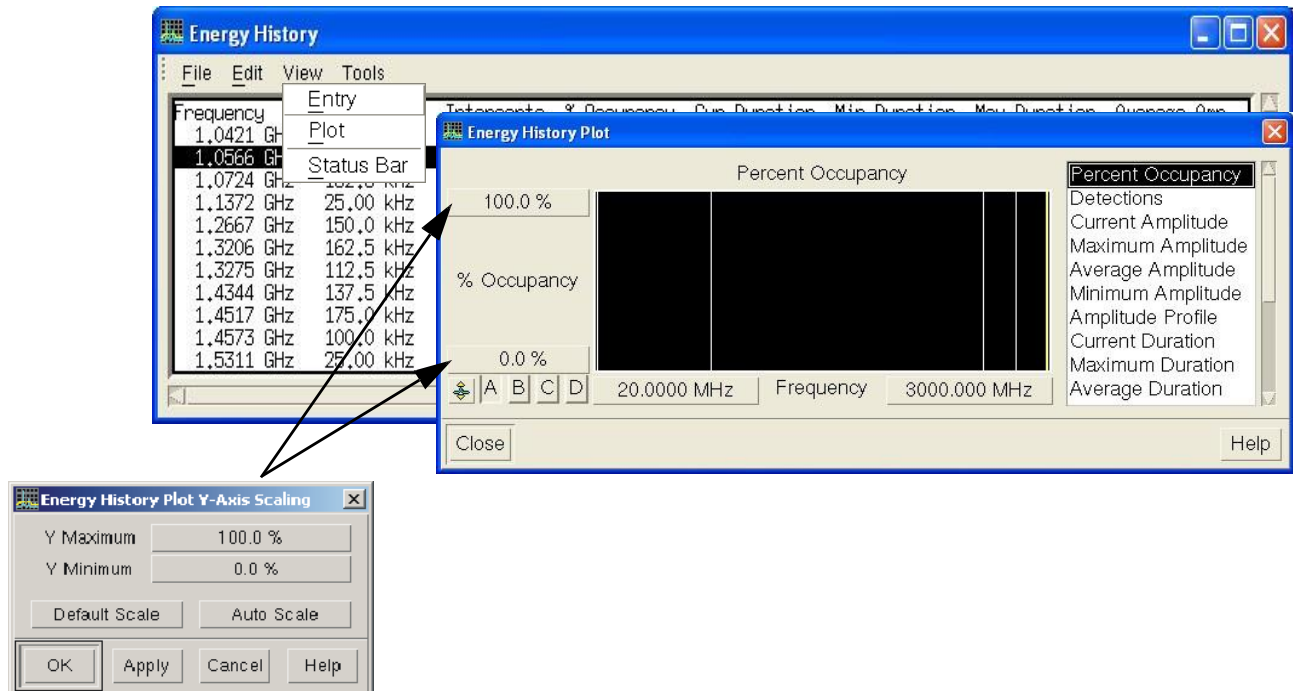 Energy History
File Edit View Tools
Entry
Plot
Status Bar
Frequency
1.0421 GHz
1.0566 GHz
1.0724 GHz
1.1372 GHz 25.00 kHz
1.2667 GHz 150.0 kHz
1.3206 GHz 162.5 kHz
1.3275 GHz 112.5 kHz
1.4344 GHz 137.5 kHz
1.4517 GHz 175.0 kHz
1.4573 GHz 100.0 kHz
1.5311 GHz 25.00 kHz
Energy History Plot
Percent Occupancy
100.0 %
% Occupancy
0.0 %
A B C D 20.0000 MHz Frequency 3000.000 MHz
Percent Occupancy
Detections
Current Amplitude
Maximum Amplitude
Average Amplitude
Minimum Amplitude
Amplitude Profile
Current Duration
Maximum Duration
Average Duration
Close Help
Energy History Plot Y-Axis Scaling
Y Maximum 100.0 %
Y Minimum 0.0 %
Default Scale Auto Scale
OK Apply Cancel Help